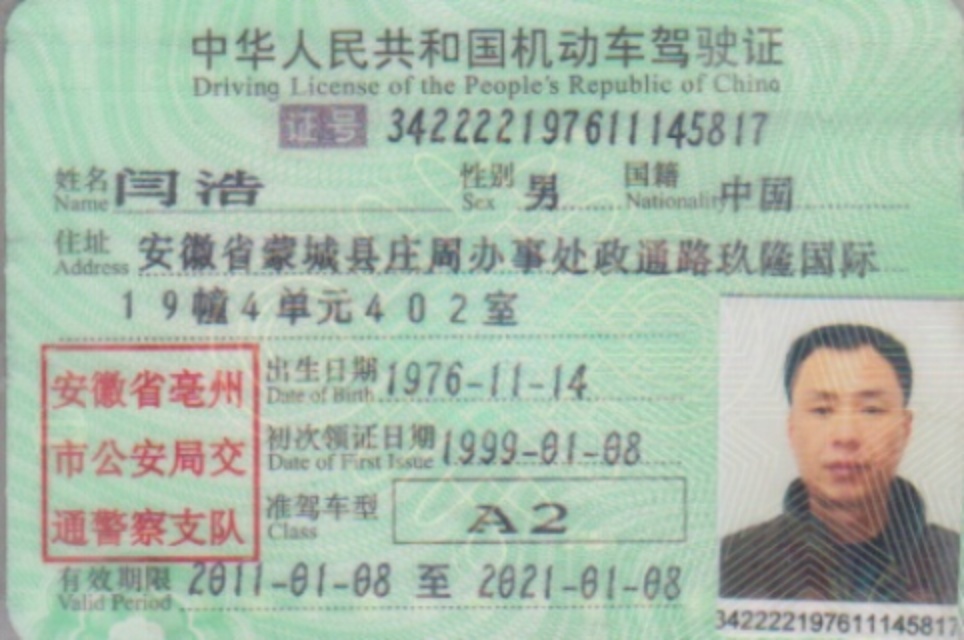 中华人民共和国机动车驾驶证
Driving License of the People's Republic of China
证号 342222197611145817
姓名 闫浩 性别 男 国籍 中国
Name Sex Nationality
住址 安徽省蒙城县庄周办事处政通路玖隆国际
Address
19幢4单元402室
安徽省亳州
市公安局交
通警察支队
出生日期 1976-11-14
Date of Birth
初次领证日期 1999-01-08
Date of First Issue
准驾车型 A2
Class
有效期限 2011-01-08 至 2021-01-08
Valid Period
342222197611145817